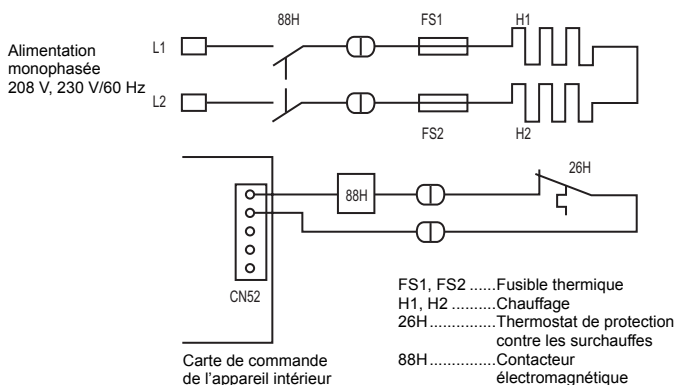 88H
FS1
H1
Alimentation
monophasée
208 V, 230 V/60 Hz
L1
L2
FS2
H2
26H
88H
CN52
Carte de commande
de l'appareil intérieur
FS1, FS2 ......Fusible thermique
H1, H2 ..........Chauffage
26H...............Thermostat de protection
contre les surchauffes
88H...............Contacteur
électromagnétique